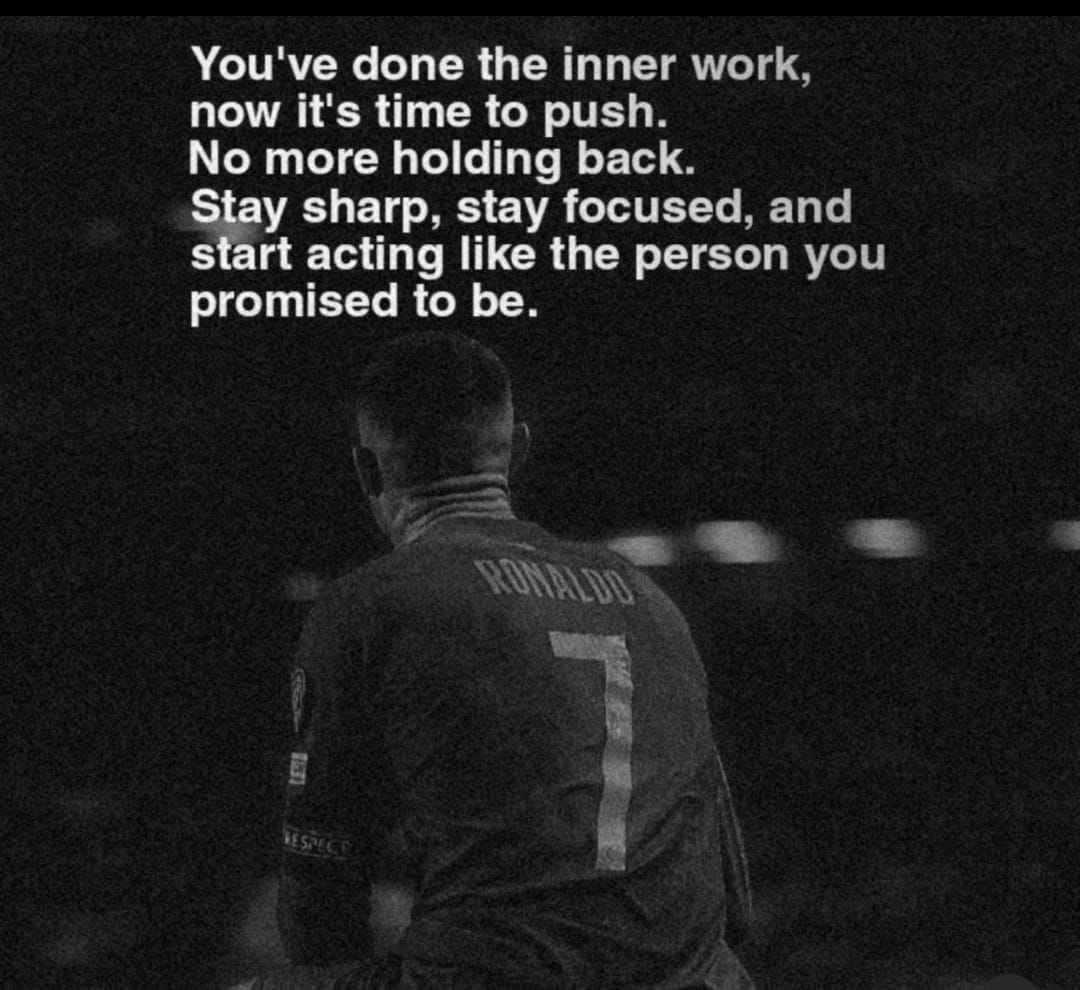 You've done the inner work,
now it's time to push.
No more holding back.
Stay sharp, stay focused, and
start acting like the person you
promised to be.
RONALDO
7
RESPECT